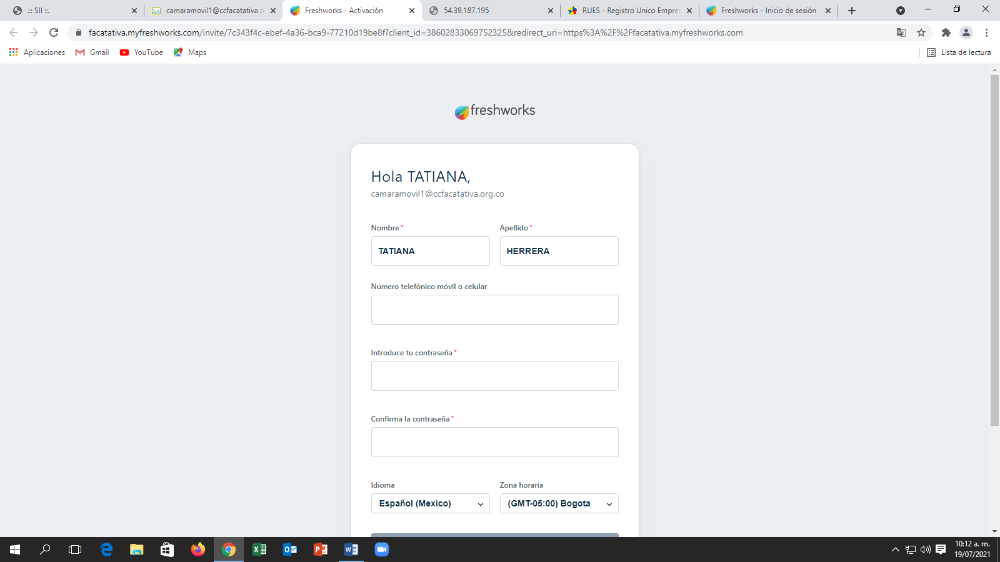 .:: SII ::.
camaramovil1@ccfacatativa.o
Freshworks - Activación
54.39.187.195
RUES - Registro Unico Empres
Freshworks - Inicio de sesión
facatativa.myfreshworks.com/invite/7c343f4c-ebef-4a36-bca9-77210d19be8f?client_id=38602833069752325&redirect_uri=https%3A%2F%2Ffacatativa.myfreshworks.com
Aplicaciones
Gmail
YouTube
Maps
Lista de lectura
freshworks
Hola TATIANA,
camaramovil1@ccfacatativa.org.co
Nombre*
Apellido*
TATIANA
HERRERA
Número telefónico móvil o celular
Introduce tu contraseña*
Confirma la contraseña*
Idioma
Zona horaria
Español (Mexico)
(GMT-05:00) Bogota
10:12 a. m.
19/07/2021